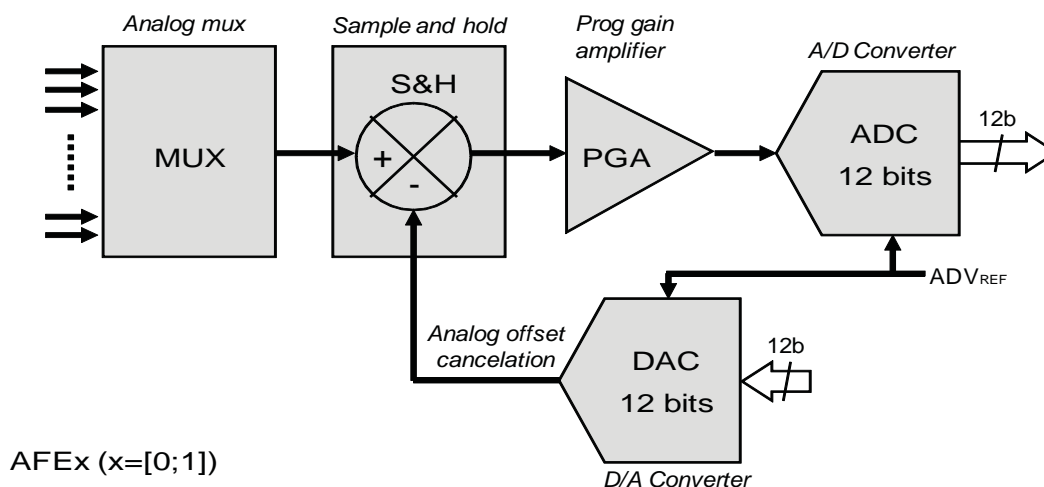 Analog mux
Sample and hold
Prog gain
amplifier
A/D Converter
S&H
MUX
+
-
PGA
ADC
12 bits
12b
ADVREF
Analog offset
cancelation
DAC
12 bits
12b
D/A Converter
AFEx (x=[0;1])